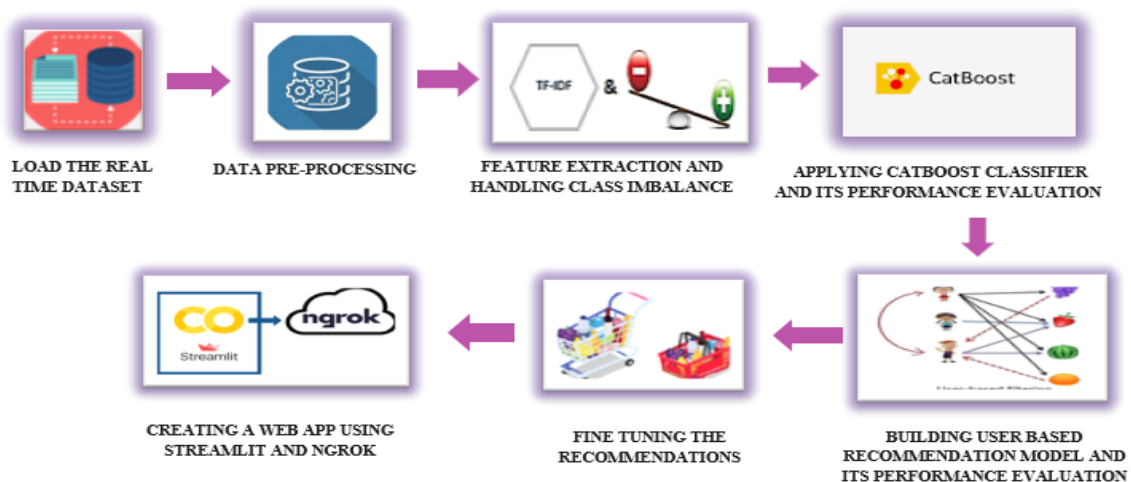 TF-IDF
&
CatBoost
LOAD THE REAL
TIME DATASET
DATA PRE-PROCESSING
FEATURE EXTRACTION AND
HANDLING CLASS IMBALANCE
APPLYING CATBOOST CLASSIFIER
AND ITS PERFORMANCE EVALUATION
CO
Streamlit
ngrok
CREATING A WEB APP USING
STREAMLIT AND NGROK
FINE TUNING THE
RECOMMENDATIONS
BUILDING USER BASED
RECOMMENDATION MODEL AND
ITS PERFORMANCE EVALUATION